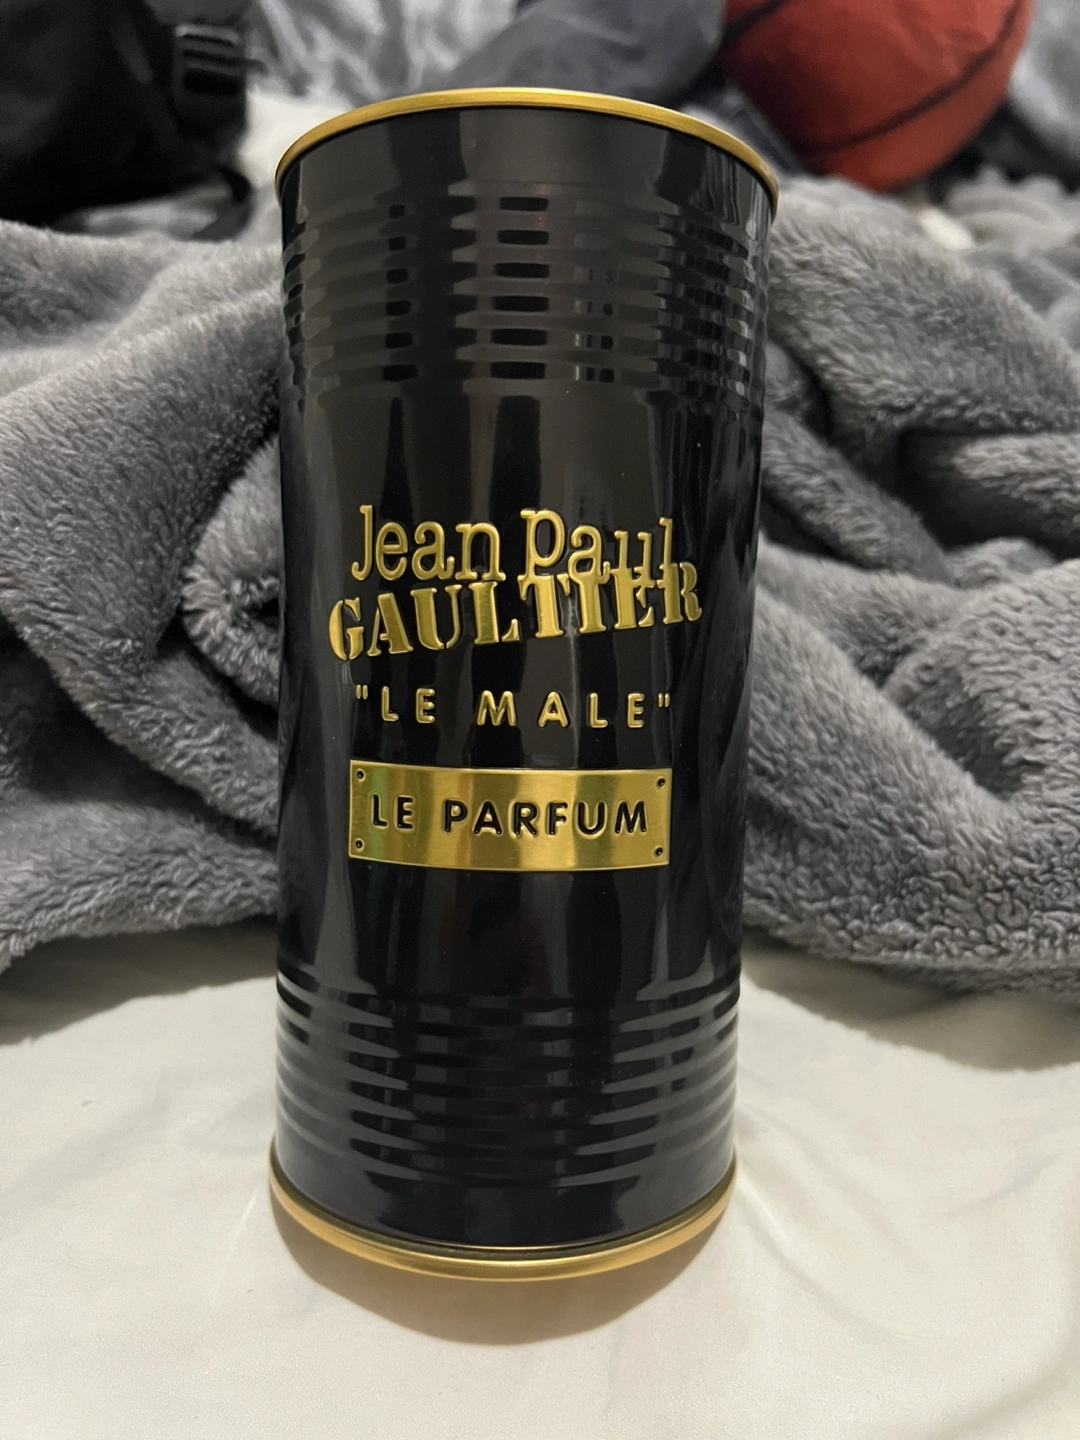 Jean Paul
GAULTIER
"LE MALE"
LE PARFUM